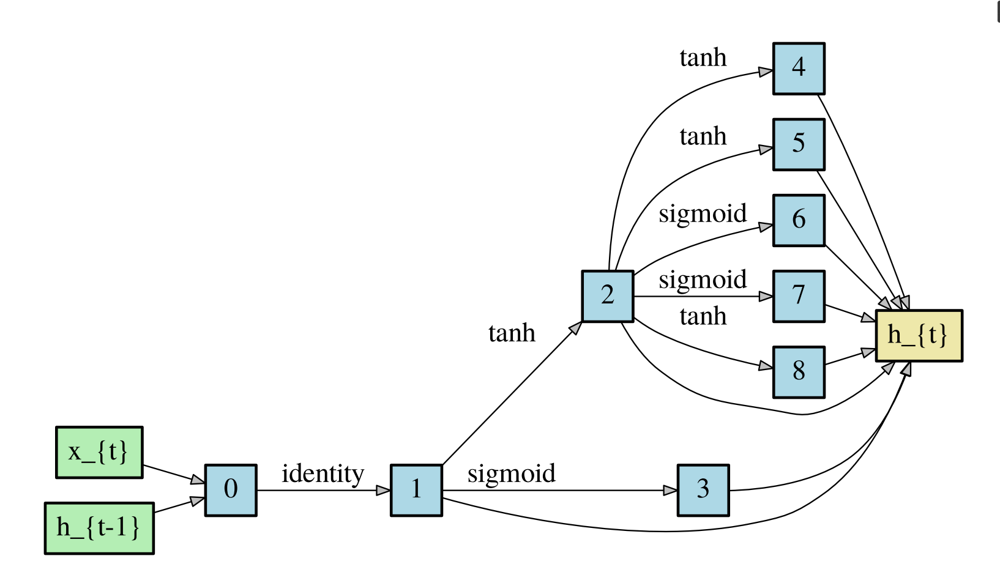 tanh
4
tanh
5
sigmoid
6
sigmoid
2
7
tanh
tanh
h_{t}
8
x_{t}
identity
sigmoid
0
1
3
h_{t-1}